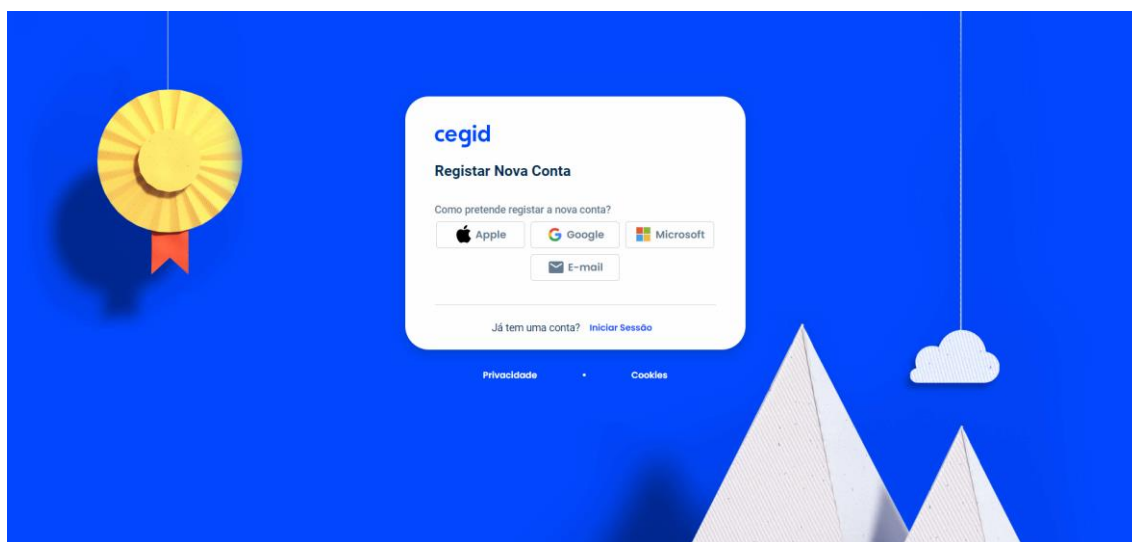 cegid
Registar Nova Conta
Como pretende registar a nova conta?
Apple Google Microsoft
E-mail
Já tem uma conta? Iniciar Sessão
Privacidade • Cookies